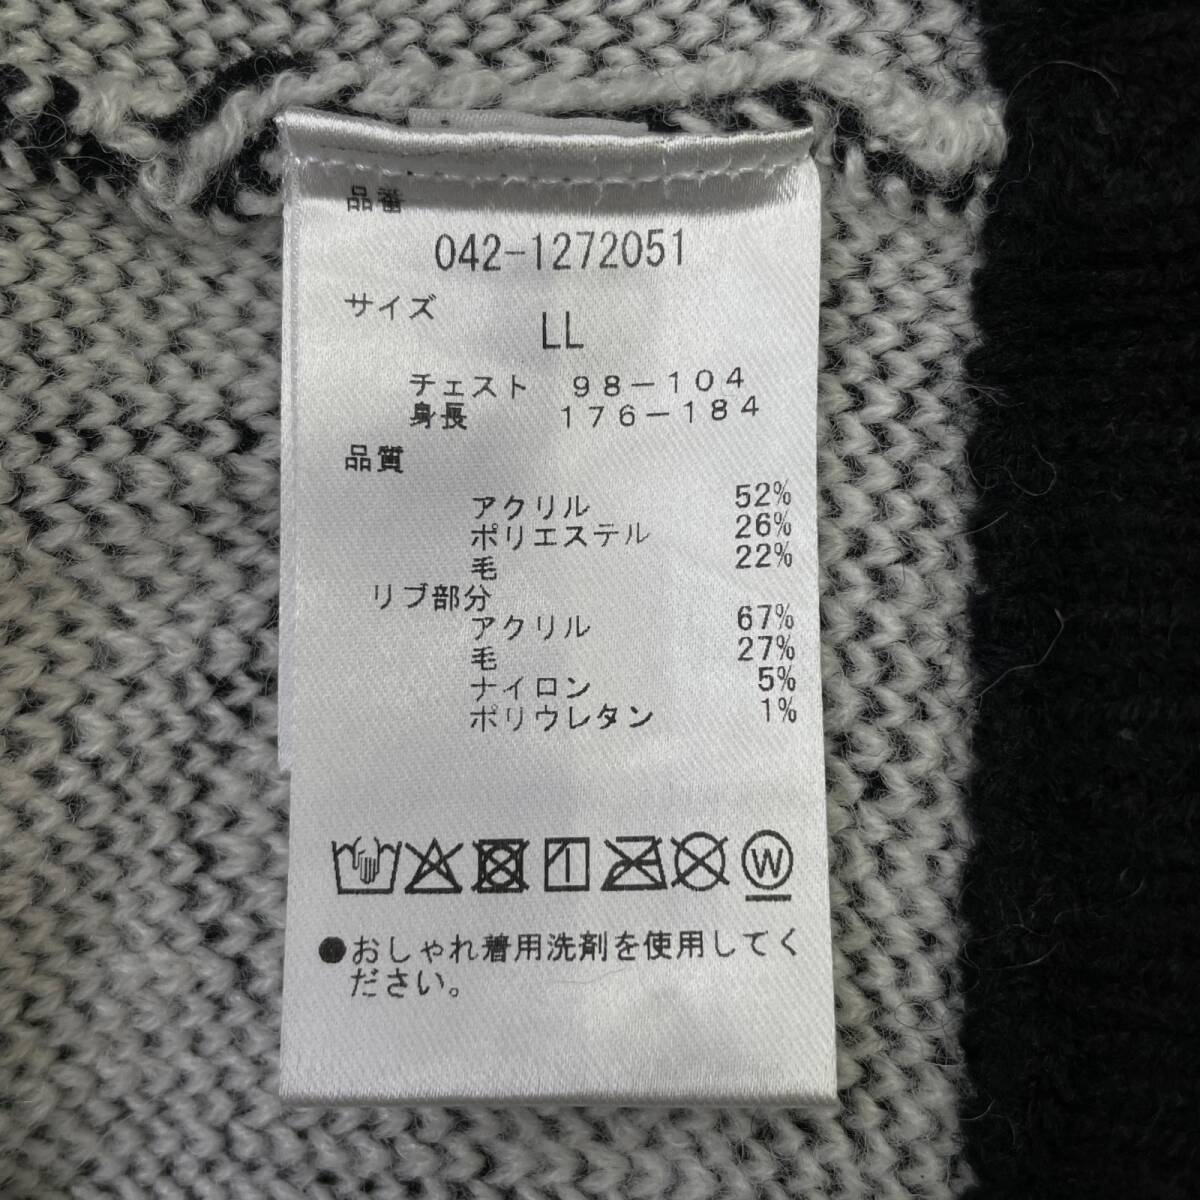 品番
042-1272051
サイズ
LL
チェスト 98-104
身長 176-184
品質
アクリル 52%
ポリエステル 26%
毛 22%
リブ部分
アクリル 67%
毛 27%
ナイロン 5%
ポリウレタン 1%
W
●おしゃれ着用洗剤を使用してく
ださい。